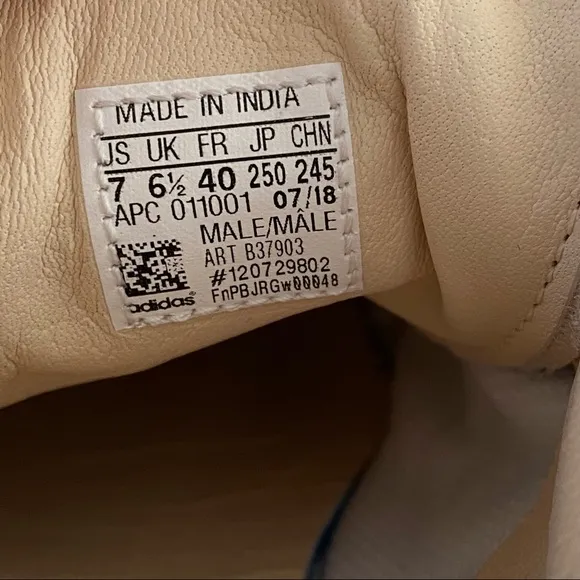 MADE IN INDIA
US UK FR JP CHN
7 6½ 40 250 245
APC 011001 07/18
MALE/MÂLE
ART B37903
#120729802
FnPBJRGw00048
adidas